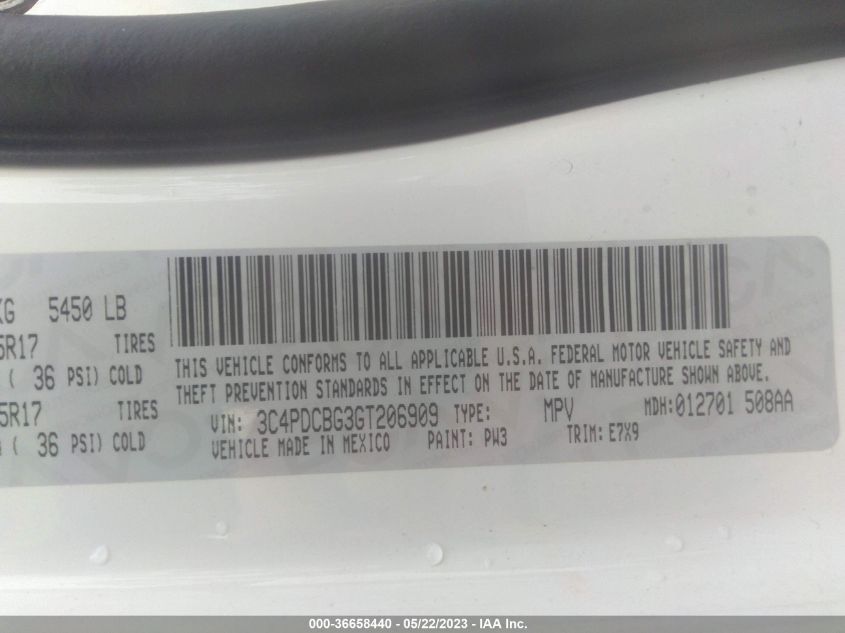 KG 5450 LB
5R17 TIRES
( 36 PSI) COLD
5R17 TIRES
( 36 PSI) COLD
THIS VEHICLE CONFORMS TO ALL APPLICABLE U.S.A. FEDERAL MOTOR VEHICLE SAFETY AND
THEFT PREVENTION STANDARDS IN EFFECT ON THE DATE OF MANUFACTURE SHOWN ABOVE.
VIN: 3C4PDCBG3GT206909 TYPE: MPV MDH:012701 508AA
VEHICLE MADE IN MEXICO PAINT: PW3 TRIM: E7X9
000-36658440 - 05/22/2023 - IAA Inc.